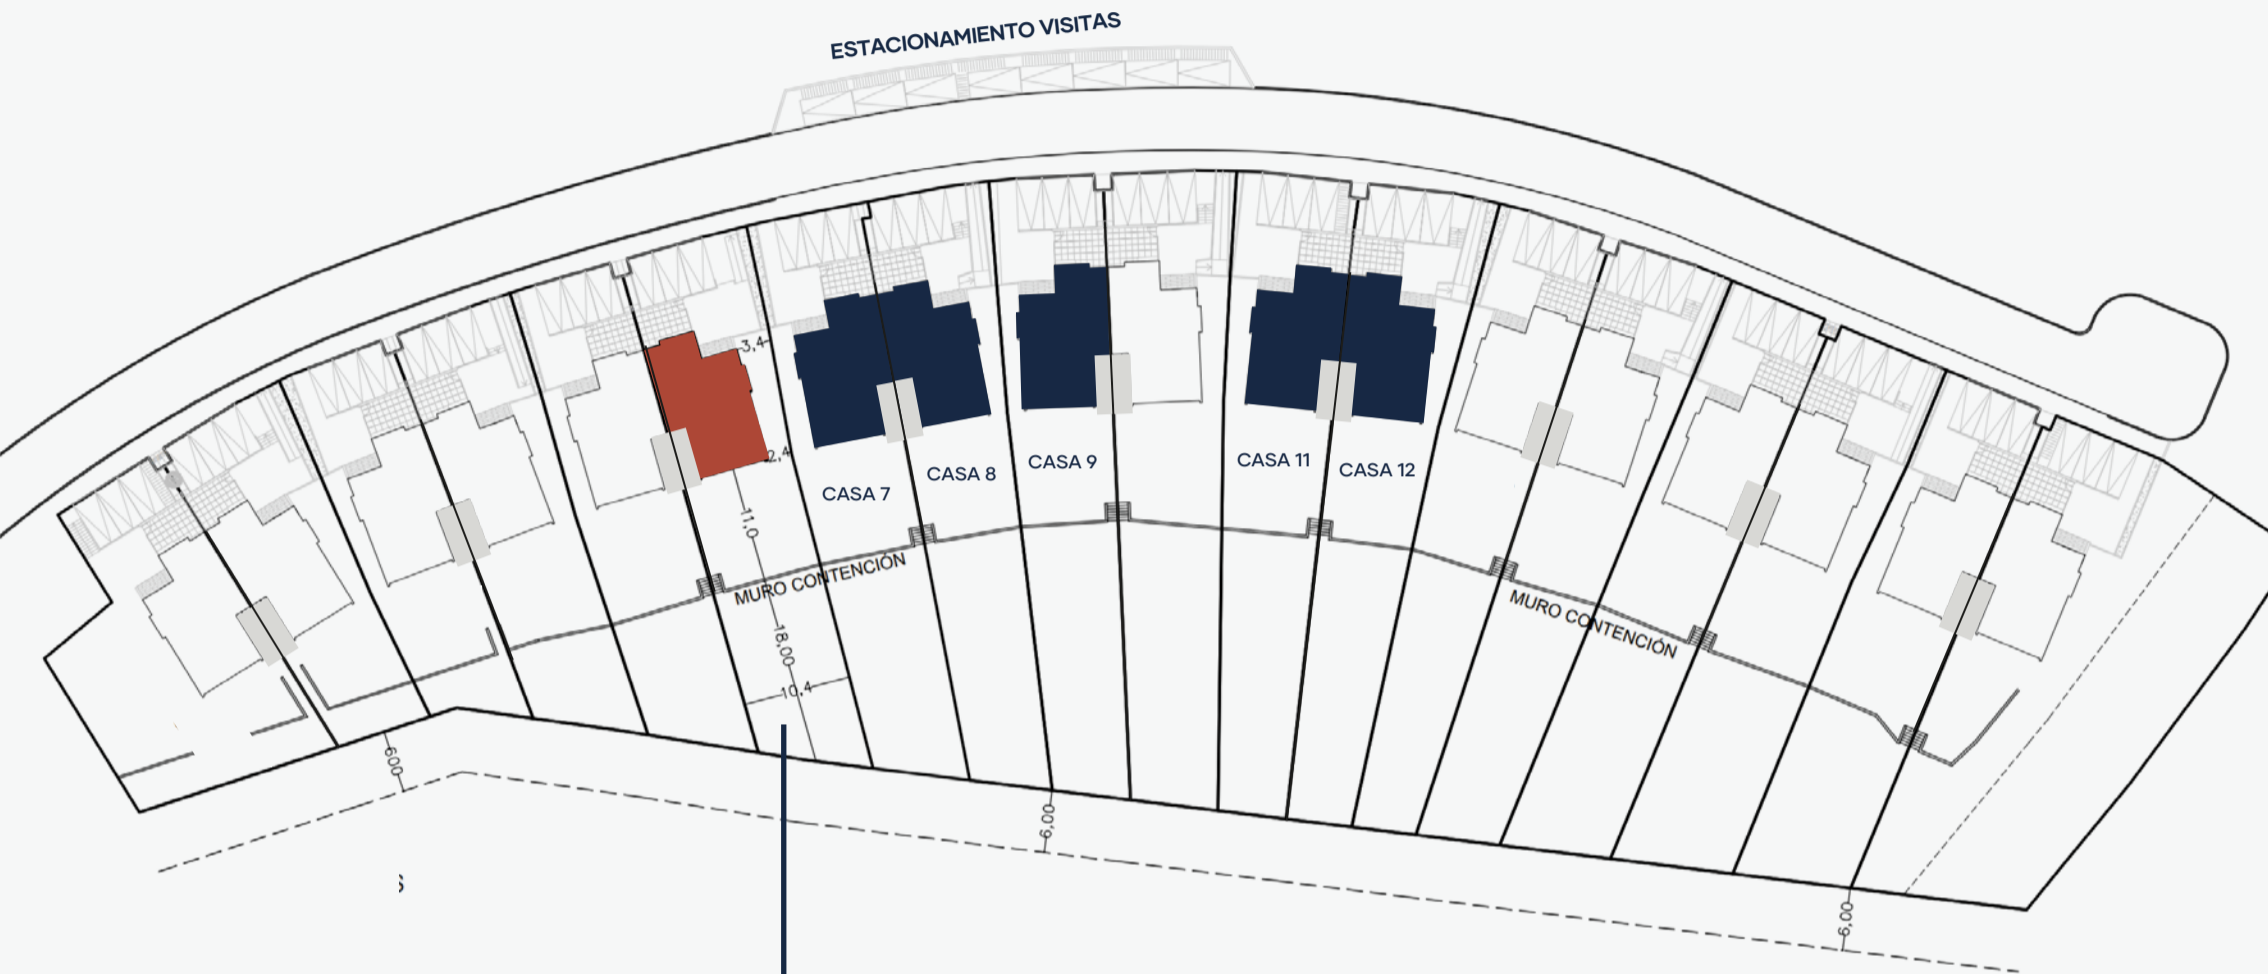 ESTACIONAMIENTO VISITAS
3,4
2,4
CASA 7
CASA 8
CASA 9
CASA 11
CASA 12
11,0
MURO CONTENCIÓN
MURO CONTENCIÓN
18,00
10,4
600
6,00
6,00
S